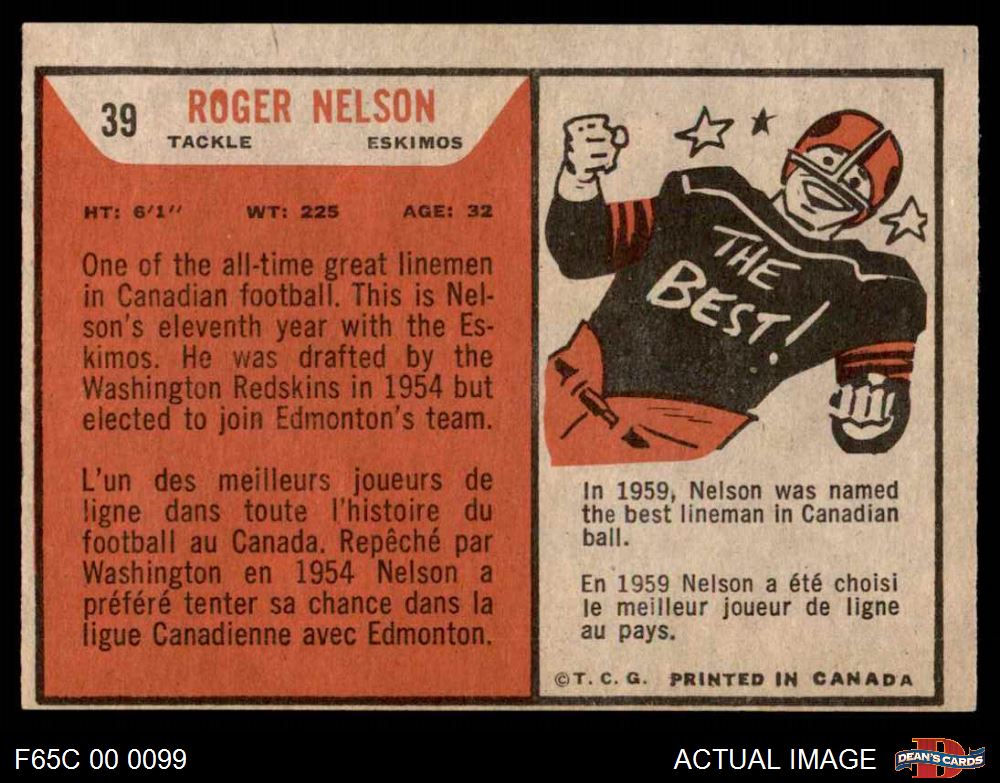 39
ROGER NELSON
TACKLE ESKIMOS
HT: 6/1" WT: 225 AGE: 32
One of the all-time great linemen
in Canadian football. This is Nel-
son's eleventh year with the Es-
kimos. He was drafted by the
Washington Redskins in 1954 but
elected to join Edmonton's team.
L'un des meilleurs joueurs de
ligne dans toute l'histoire du
football au Canada. Repêché par
Washington en 1954 Nelson a
préféré tenter sa chance dans la
ligue Canadienne avec Edmonton.
THE
BEST!
In 1959, Nelson was named
the best lineman in Canadian
ball.
En 1959 Nelson a été choisi
le meilleur joueur de ligne
au pays.
©T. C. G. PRINTED IN CANADA
F65C 00 0099
ACTUAL IMAGE
D
DEAN'S CARDS